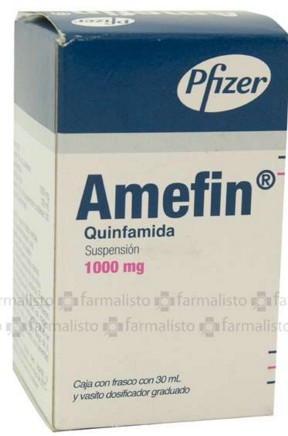 Pfizer
Amefin®
Quinfamida
Suspensión
1000 mg
farmalisto farmalisto farmalisto
farmalisto farmalisto
Caja con frasco con 30 mL
y vasito dosificador graduado